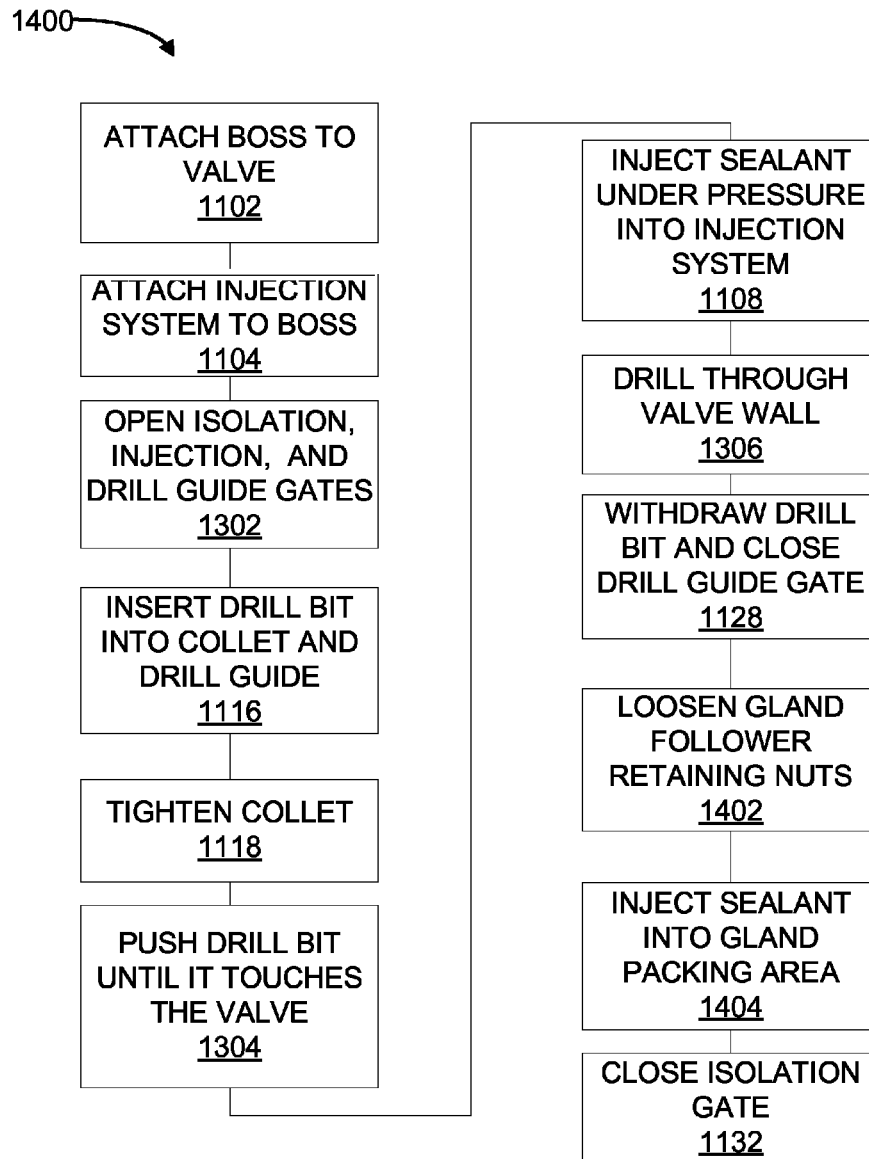 1400
ATTACH BOSS TO
VALVE
1102
ATTACH INJECTION
SYSTEM TO BOSS
1104
OPEN ISOLATION,
INJECTION, AND
DRILL GUIDE GATES
1302
INSERT DRILL BIT
INTO COLLET AND
DRILL GUIDE
1116
TIGHTEN COLLET
1118
PUSH DRILL BIT
UNTIL IT TOUCHES
THE VALVE
1304
INJECT SEALANT
UNDER PRESSURE
INTO INJECTION
SYSTEM
1108
DRILL THROUGH
VALVE WALL
1306
WITHDRAW DRILL
BIT AND CLOSE
DRILL GUIDE GATE
1128
LOOSEN GLAND
FOLLOWER
RETAINING NUTS
1402
INJECT SEALANT
INTO GLAND
PACKING AREA
1404
CLOSE ISOLATION
GATE
1132